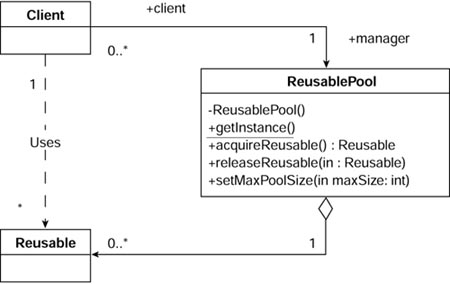 Client
+client
0..*
1
+manager
1
Uses
*
ReusablePool
-ReusablePool()
+getInstance()
+acquireReusable() : Reusable
+releaseReusable(in : Reusable)
+setMaxPoolSize(in maxSize: int)
Reusable
0..*
1